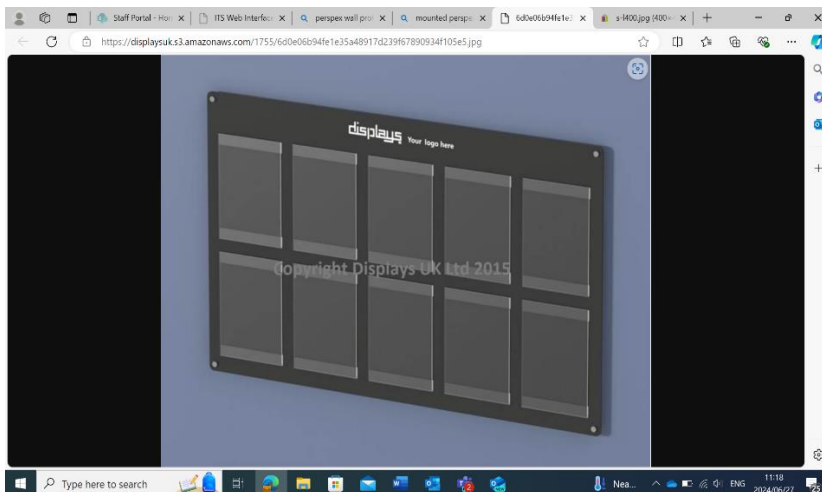 Staff Portal - Hon
ITS Web Interface
perspex wall pro
mounted perspe
6d0e06b94fe1e3
s-l400.jpg (400×
https://displaysuk.s3.amazonaws.com/1755/6d0e06b94fe1e35a48917d239f67890934f105e5.jpg
displays Your logo here
Copyright Displays UK Ltd 2015
Type here to search
Nea...
ENG
11:18
2024/06/27
25